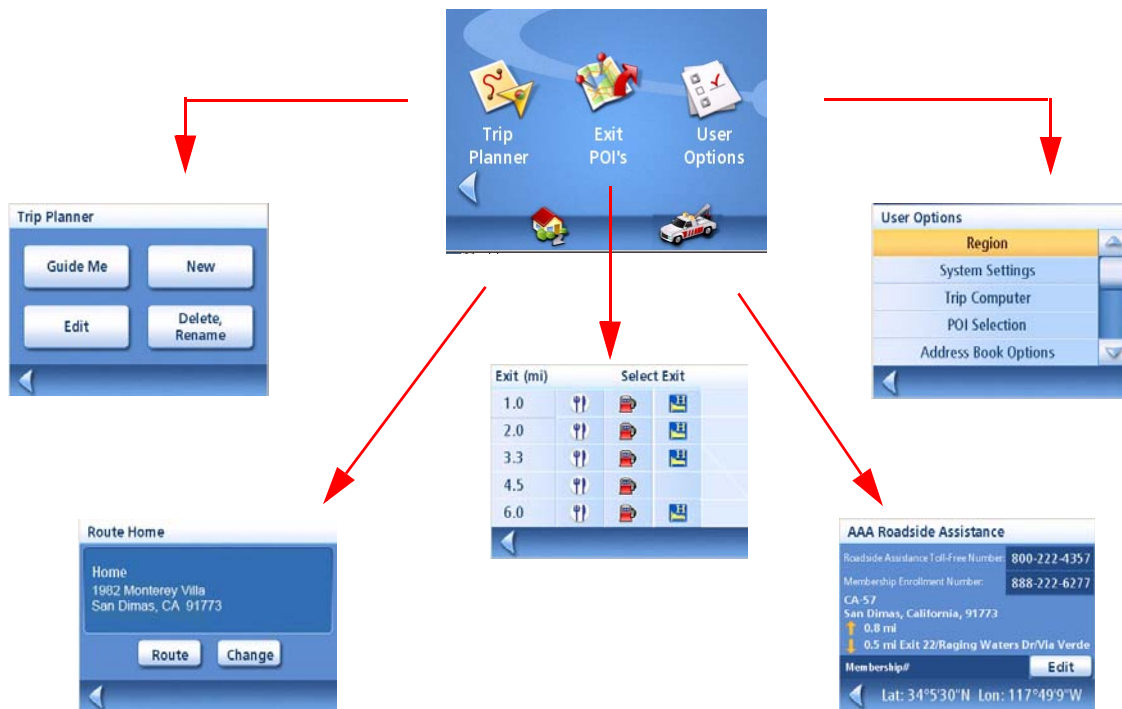 Trip Planner
Exit POI's
User Options
Trip Planner
Guide Me
New
Edit
Delete, Rename
User Options
Region
System Settings
Trip Computer
POI Selection
Address Book Options
Exit (mi) Select Exit
1.0
2.0
3.3
4.5
6.0
Route Home
Home
1982 Monterey Villa
San Dimas, CA 91773
Route
Change
AAA Roadside Assistance
Roadside Assistance Toll-Free Number: 800-222-4357
Membership Enrollment Number: 888-222-6277
CA-57
San Dimas, California, 91773
0.8 mi
0.5 mi Exit 22/Raging Waters Dr/Via Verde
Membership# Edit
Lat: 34°5'30"N Lon: 117°49'9"W